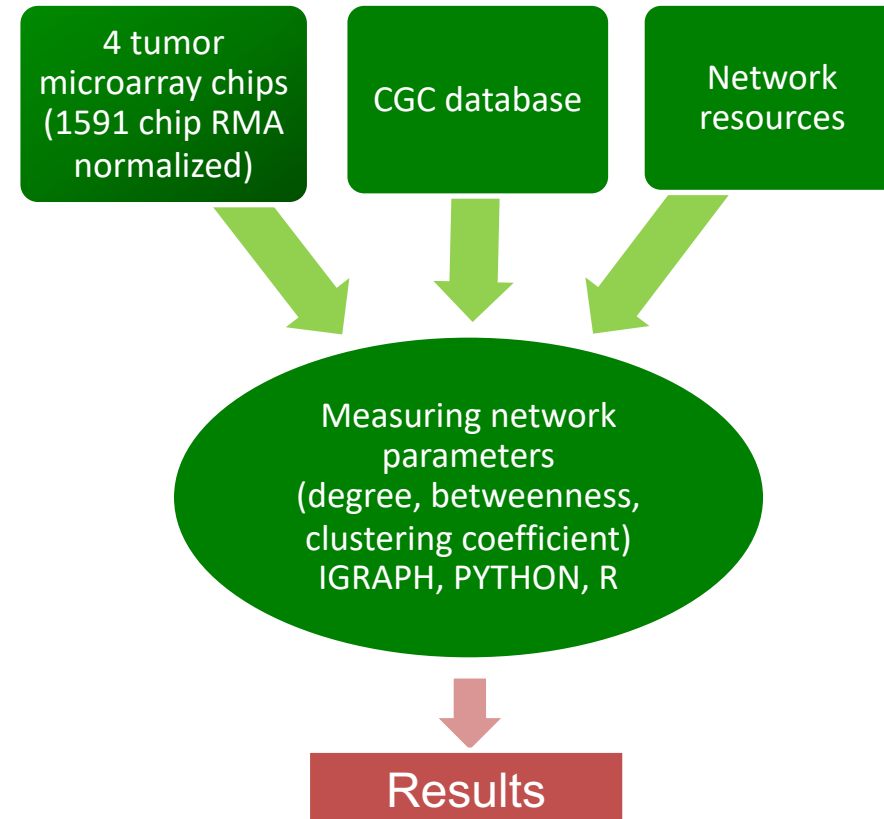 4 tumor
microarray chips
(1591 chip RMA
normalized)
CGC database
Network
resources
Measuring network
parameters
(degree, betweenness,
clustering coefficient)
IGRAPH, PYTHON, R
Results